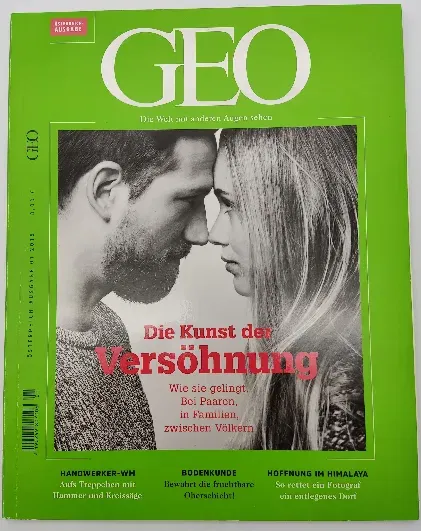 ÖSTERREICH-
AUSGABE
GEO
Die Welt mit anderen Augen sehen
GEO
Die Kunst der
Versöhnung
Wie sie gelingt.
Bei Paaren,
in Familien,
zwischen Völkern
HANDWERKER-WM
Aufs Treppchen mit
Hammer und Kreissäge
BODENKUNDE
Bewahrt die fruchtbare
Oberschicht!
HOFFNUNG IM HIMALAYA
So rettet ein Fotograf
ein entlegenes Dorf